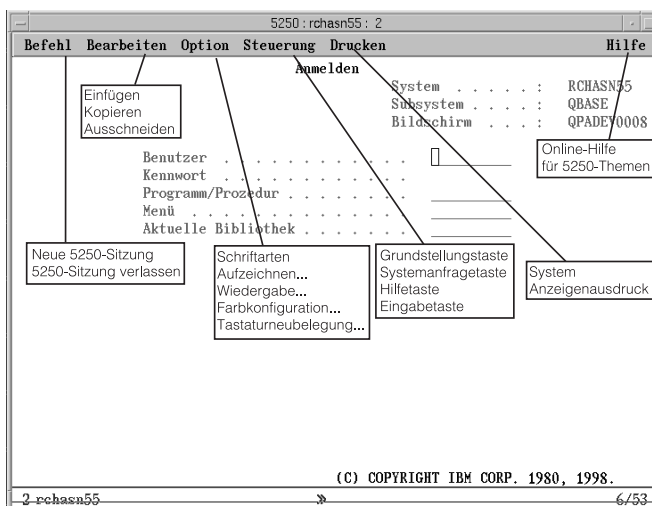 5250 : rchasn55 : 2
Befehl Bearbeiten Option Steuerung Drucken Hilfe
Anmelden
System . . . . . : RCHASN55
Subsystem . . . . : QBASE
Bildschirm . . . : QPADEV0008
Einfügen
Kopieren
Ausschneiden
Online-Hilfe
für 5250-Themen
Benutzer . . . . . . . . . . . .
Kennwort . . . . . . . . . . . .
Programm/Prozedur . . . . . . .
Menü . . . . . . . . . . . . . .
Aktuelle Bibliothek . . . . . .
Neue 5250-Sitzung
5250-Sitzung verlassen
Schriftarten
Aufzeichnen...
Wiedergabe...
Farbkonfiguration...
Tastaturneubelegung...
Grundstellungstaste
Systemanfragetaste
Hilfetaste
Eingabetaste
System
Anzeigenausdruck
(C) COPYRIGHT IBM CORP. 1980, 1998.
2 rchasn55 » 6/53